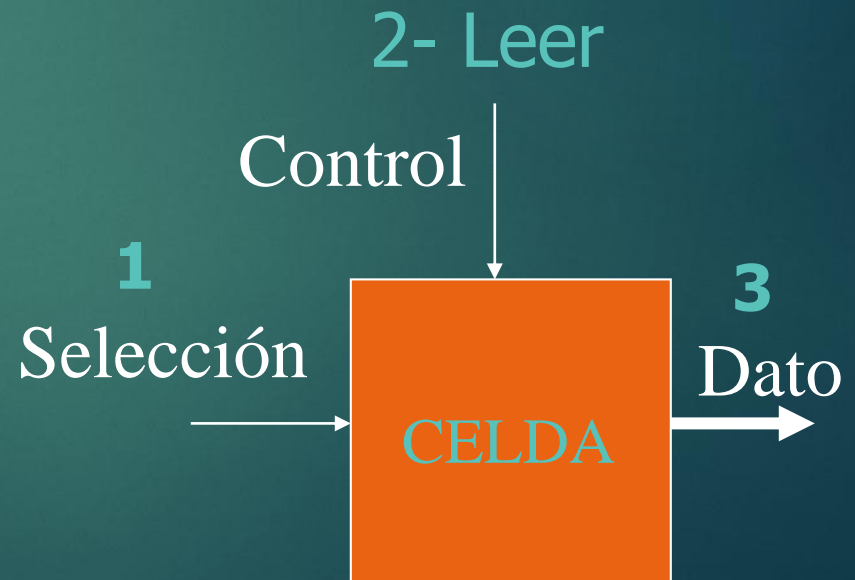 2- Leer
Control
1
Selección
3
Dato
CELDA